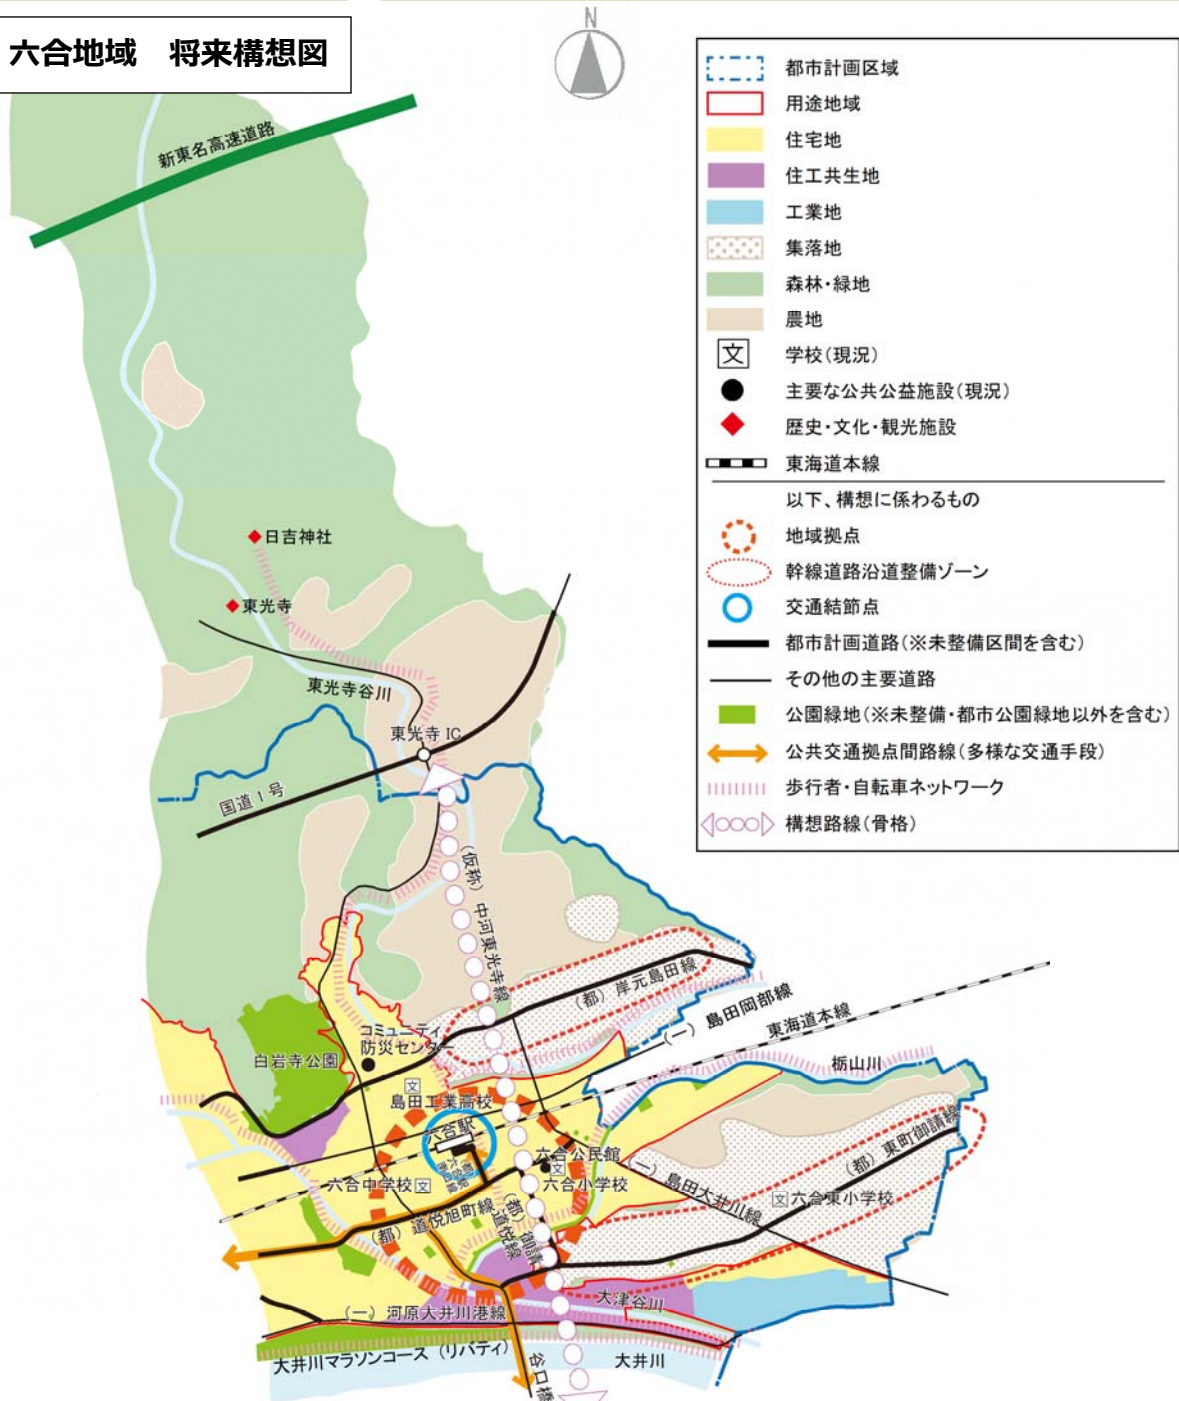 六合地域　将来構想図
N
都市計画区域
用途地域
住宅地
住工共生地
工業地
集落地
森林・緑地
農地
文
学校(現況)
主要な公共公益施設(現況)
歴史・文化・観光施設
東海道本線
以下、構想に係わるもの
地域拠点
幹線道路沿道整備ゾーン
交通結節点
都市計画道路(※未整備区間を含む)
その他の主要道路
公園緑地(※未整備・都市公園緑地以外を含む)
公共交通拠点間路線(多様な交通手段)
歩行者・自転車ネットワーク
構想路線(骨格)
新東名高速道路
日吉神社
東光寺
東光寺谷川
東光寺 IC
国道1号
(仮称) 中河東光寺線
(都) 岸元島田線
(一) 島田岡部線
東海道本線
コミュニティ
防災センター
白岩寺公園
文
島田工業高校
栃山川
六合駅
六合公民館
文
六合小学校
六合中学校
文
(都) 道悦旭町線
(都) 御請
道悦線
(一) 島田大井川線
(都) 東町御請線
文
六合東小学校
大津谷川
(一) 河原大井川港線
大井川マラソンコース (リバティ)
谷口橋
大井川